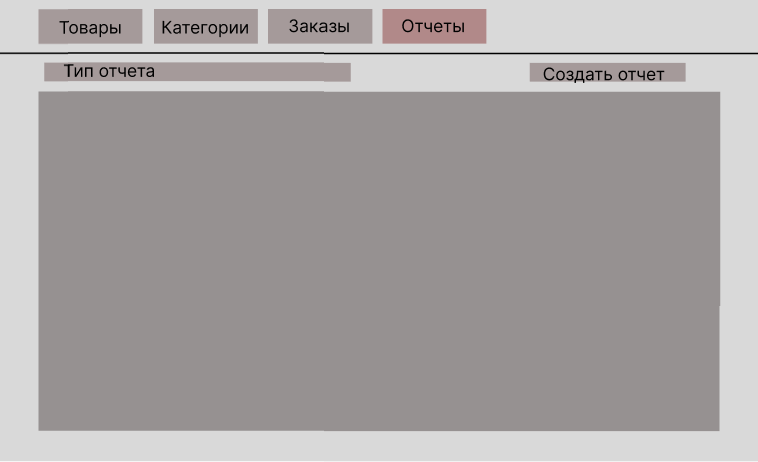 Товары
Категории
Заказы
Отчеты
Тип отчета
Создать отчет